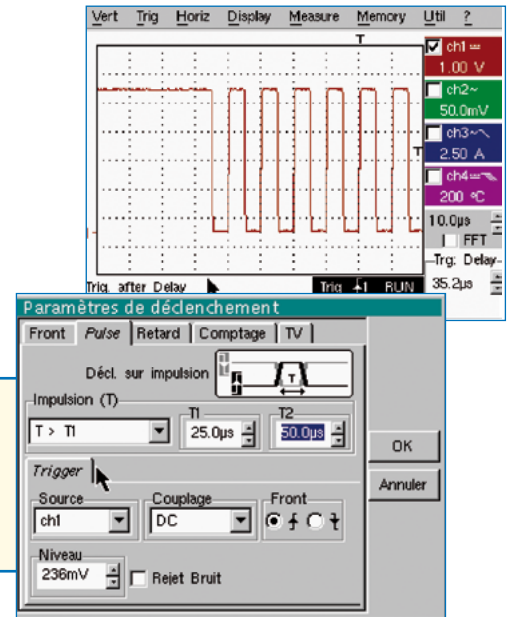 Vert Trig Horiz Display Measure Memory Util ?
T
ch1
1.00 V
ch2~
50.0mV
ch3~
T
2.50 A
ch4
200 °C
10.0µs
FFT
Trg: Delay
35.2µs
Trig. after Delay Trig 1 RUN
Paramètres de déclenchement
Front Pulse Retard Comptage TV
Décl. sur impulsion
T
Impulsion (T)
T1 T2
T > T1 25.0µs 50.0µs
OK
Trigger
Annuler
Source Couplage Front
ch1 DC
Niveau
236mV Rejet Bruit